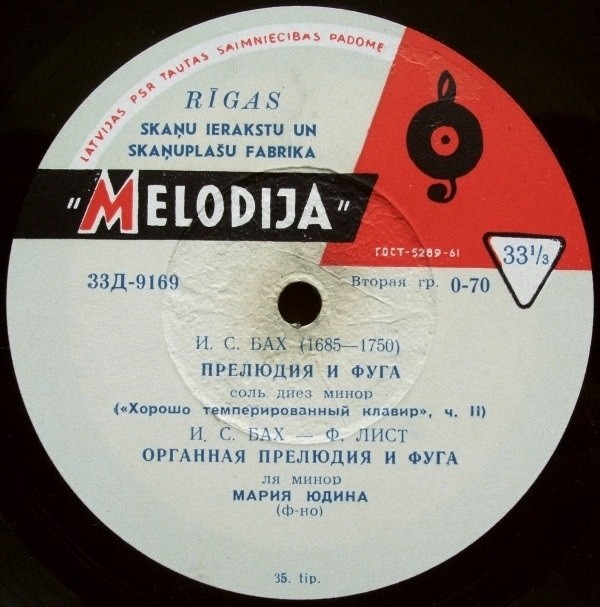 LATVIJAS PSR TAUTAS SAIMNIECĪBAS PADOME
RĪGAS
SKAŅU IERAKSTU UN
SKAŅUPLAŠU FABRIKA
"MELODIJA"
ГОСТ-5289-61
33⅓
33Д-9169
Вторая гр. 0-70
И. С. БАХ (1685—1750)
ПРЕЛЮДИЯ И ФУГА
соль диез минор
(«Хорошо темперированный клавир», ч. II)
И. С. БАХ — Ф. ЛИСТ
ОРГАННАЯ ПРЕЛЮДИЯ И ФУГА
ля минор
МАРИЯ ЮДИНА
(ф-но)
35. tip.